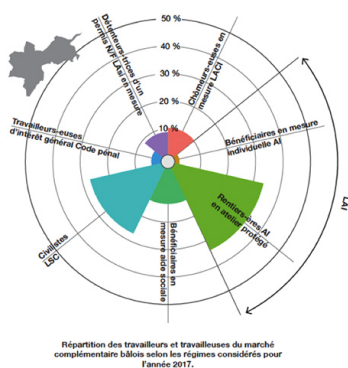 50 %
40 %
30 %
20 %
10 %
Détenteurs-trices d'un
permis N/F LAsi en mesure
Chômeurs-euses en
mesure LACI
Bénéficiaires en mesure
individuelle AI
LAI
Rentiers-ères AI
en atelier protégé
Bénéficiaires en
mesure aide sociale
Civilistes
LSC
Travailleurs-euses
d'intérêt général Code pénal
Répartition des travailleurs et travailleuses du marché
complémentaire bâlois selon les régimes considérés pour
l'année 2017.